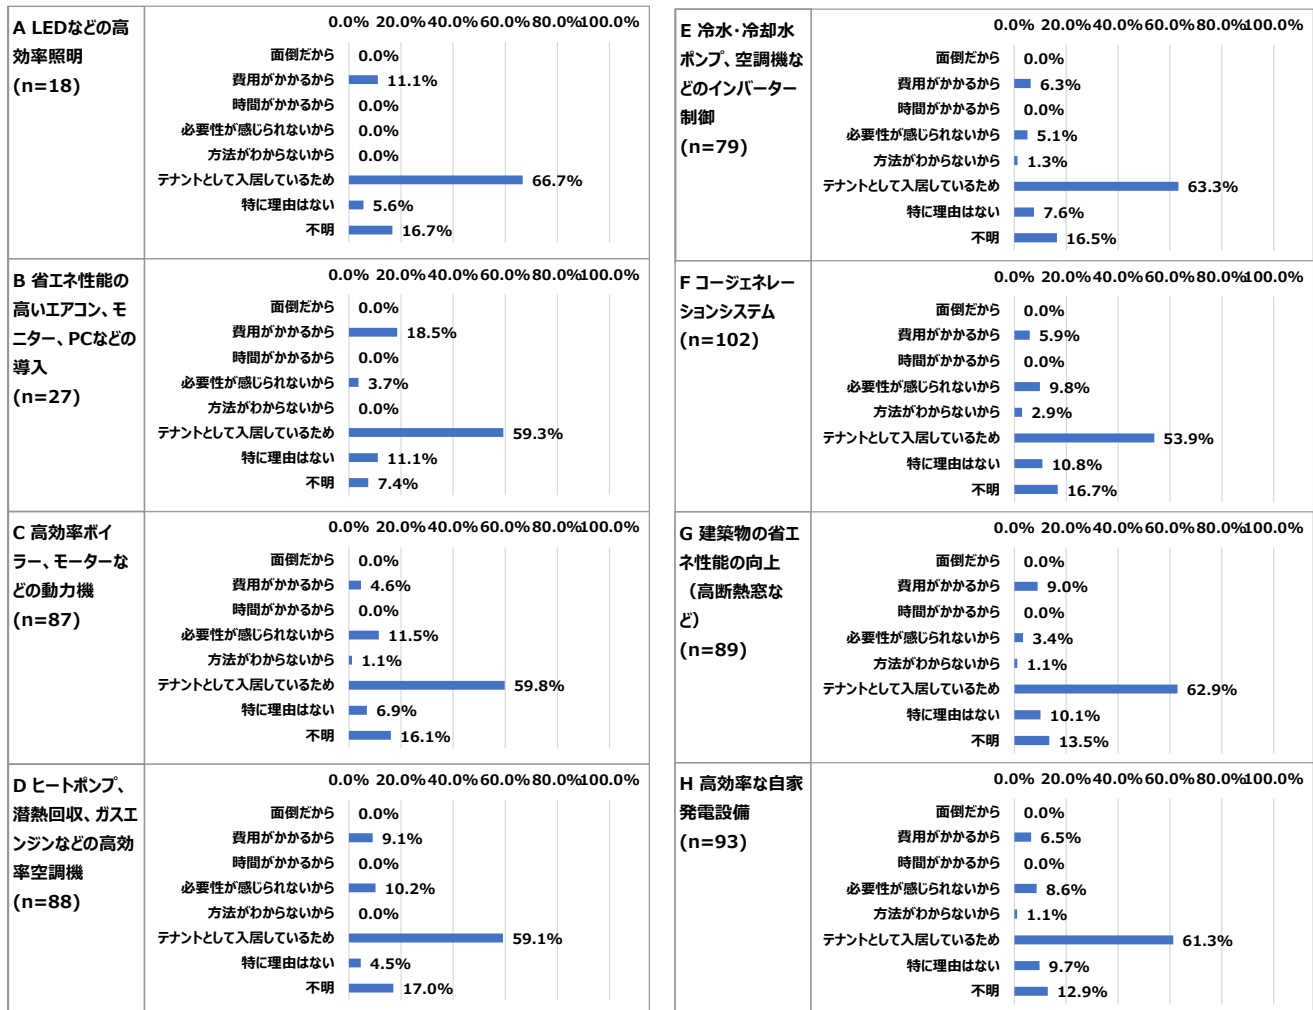 A LEDなどの高
効率照明
(n=18)
0.0% 20.0% 40.0% 60.0% 80.0% 100.0%
面倒だから 0.0%
費用がかかるから 11.1%
時間がかかるから 0.0%
必要性が感じられないから 0.0%
方法がわからないから 0.0%
テナントとして入居しているため 66.7%
特に理由はない 5.6%
不明 16.7%
B 省エネ性能の
高いエアコン、モ
ニター、PCなどの
導入
(n=27)
0.0% 20.0% 40.0% 60.0% 80.0% 100.0%
面倒だから 0.0%
費用がかかるから 18.5%
時間がかかるから 0.0%
必要性が感じられないから 3.7%
方法がわからないから 0.0%
テナントとして入居しているため 59.3%
特に理由はない 11.1%
不明 7.4%
C 高効率ボイ
ラー、モーターな
どの動力機
(n=87)
0.0% 20.0% 40.0% 60.0% 80.0% 100.0%
面倒だから 0.0%
費用がかかるから 4.6%
時間がかかるから 0.0%
必要性が感じられないから 11.5%
方法がわからないから 1.1%
テナントとして入居しているため 59.8%
特に理由はない 6.9%
不明 16.1%
D ヒートポンプ、
潜熱回収、ガスエ
ンジンなどの高効
率空調機
(n=88)
0.0% 20.0% 40.0% 60.0% 80.0% 100.0%
面倒だから 0.0%
費用がかかるから 9.1%
時間がかかるから 0.0%
必要性が感じられないから 10.2%
方法がわからないから 0.0%
テナントとして入居しているため 59.1%
特に理由はない 4.5%
不明 17.0%
E 冷水・冷却水
ポンプ、空調機な
どのインバーター
制御
(n=79)
0.0% 20.0% 40.0% 60.0% 80.0% 100.0%
面倒だから 0.0%
費用がかかるから 6.3%
時間がかかるから 0.0%
必要性が感じられないから 5.1%
方法がわからないから 1.3%
テナントとして入居しているため 63.3%
特に理由はない 7.6%
不明 16.5%
F コージェネレー
ションシステム
(n=102)
0.0% 20.0% 40.0% 60.0% 80.0% 100.0%
面倒だから 0.0%
費用がかかるから 5.9%
時間がかかるから 0.0%
必要性が感じられないから 9.8%
方法がわからないから 2.9%
テナントとして入居しているため 53.9%
特に理由はない 10.8%
不明 16.7%
G 建築物の省エ
ネ性能の向上
(高断熱窓な
ど)
(n=89)
0.0% 20.0% 40.0% 60.0% 80.0% 100.0%
面倒だから 0.0%
費用がかかるから 9.0%
時間がかかるから 0.0%
必要性が感じられないから 3.4%
方法がわからないから 1.1%
テナントとして入居しているため 62.9%
特に理由はない 10.1%
不明 13.5%
H 高効率な自家
発電設備
(n=93)
0.0% 20.0% 40.0% 60.0% 80.0% 100.0%
面倒だから 0.0%
費用がかかるから 6.5%
時間がかかるから 0.0%
必要性が感じられないから 8.6%
方法がわからないから 1.1%
テナントとして入居しているため 61.3%
特に理由はない 9.7%
不明 12.9%